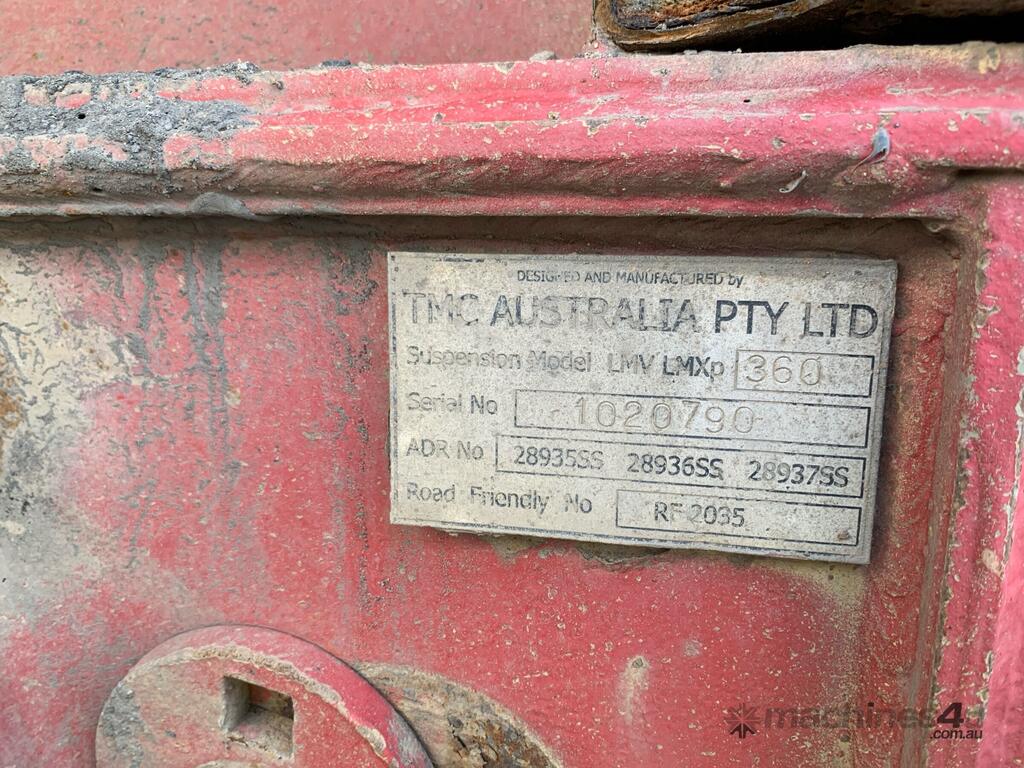 DESIGNED AND MANUFACTURED by
TMC AUSTRALIA PTY LTD
Suspension Model LMV LMXp 360
Serial No 1020790
ADR No 28935SS 28936SS 28937SS
Road Friendly No RF 2035
machines4u
.com.au